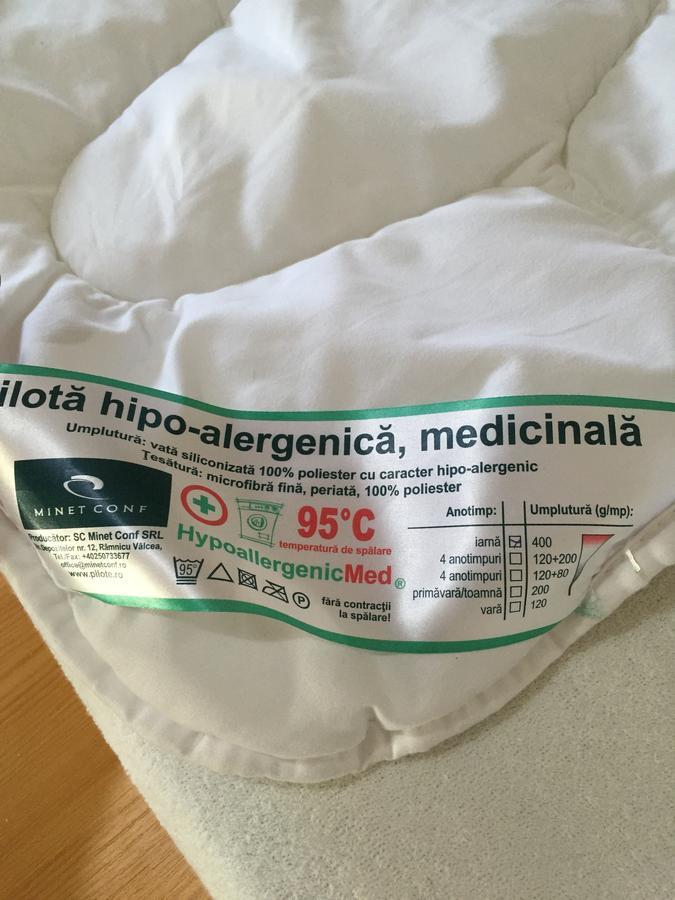 ilotă hipo-alergenică, medicinală
Umplutură: vată siliconizată 100% poliester cu caracter hipo-alergenic
Țesătură: microfibră fină, periată, 100% poliester
MINET CONF
Producător: SC Minet Conf SRL
Depozitelor nr. 12, Râmnicu Vâlcea,
Tel./Fax: +40250733677
office@minetconf.ro
www.pilote.ro
95°C
temperatura de spălare
HypoallergenicMed®
95°
P
fără contracții
la spălare!
Anotimp: Umplutură (g/mp):
iarnă 400
4 anotimpuri 120+200
4 anotimpuri 120+80
primăvară/toamnă 200
vară 120